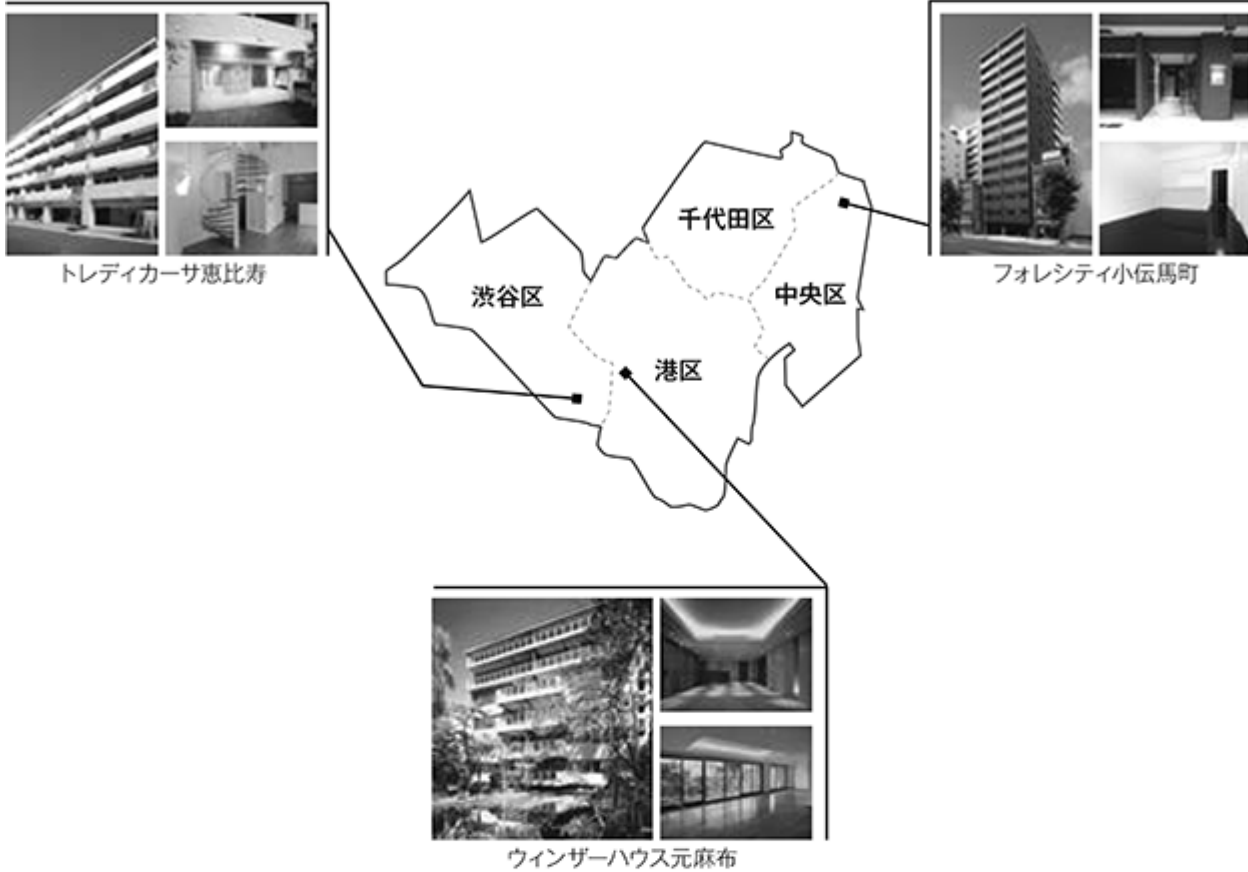 トレディカーサ恵比寿
フォレシティ小伝馬町
千代田区
渋谷区
中央区
港区
ウィンザーハウス元麻布